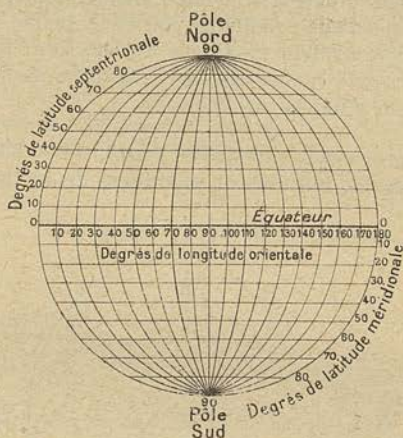 Pôle
Nord
90
Degrés de latitude septentrionale
80
70
60
50
40
30
20
10
0
Équateur
0
10 20 30 40 50 60 70 80 90 100 110 120 130 140 150 160 170 180
Degrés de longitude orientale
10
20
30
40
50
60
70
80
Degrés de latitude méridionale
90
Pôle
Sud